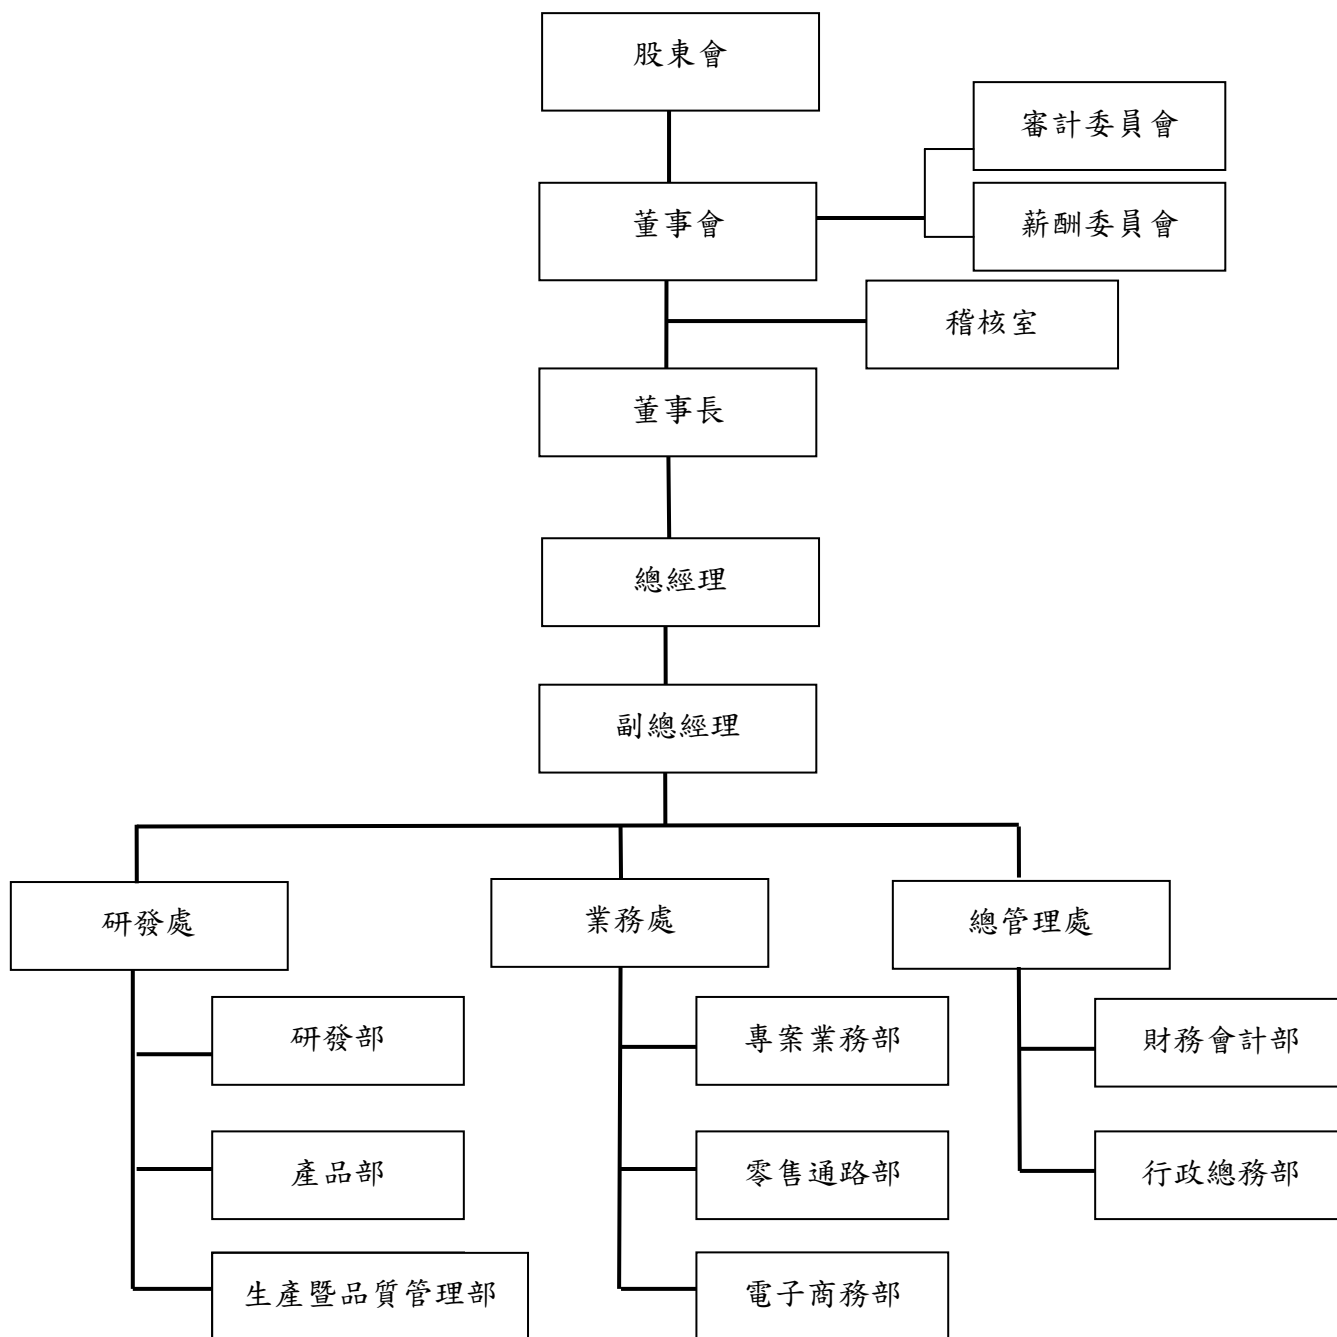 股東會
審計委員會
董事會
薪酬委員會
稽核室
董事長
總經理
副總經理
研發處
業務處
總管理處
研發部
專案業務部
財務會計部
產品部
零售通路部
行政總務部
生產暨品質管理部
電子商務部